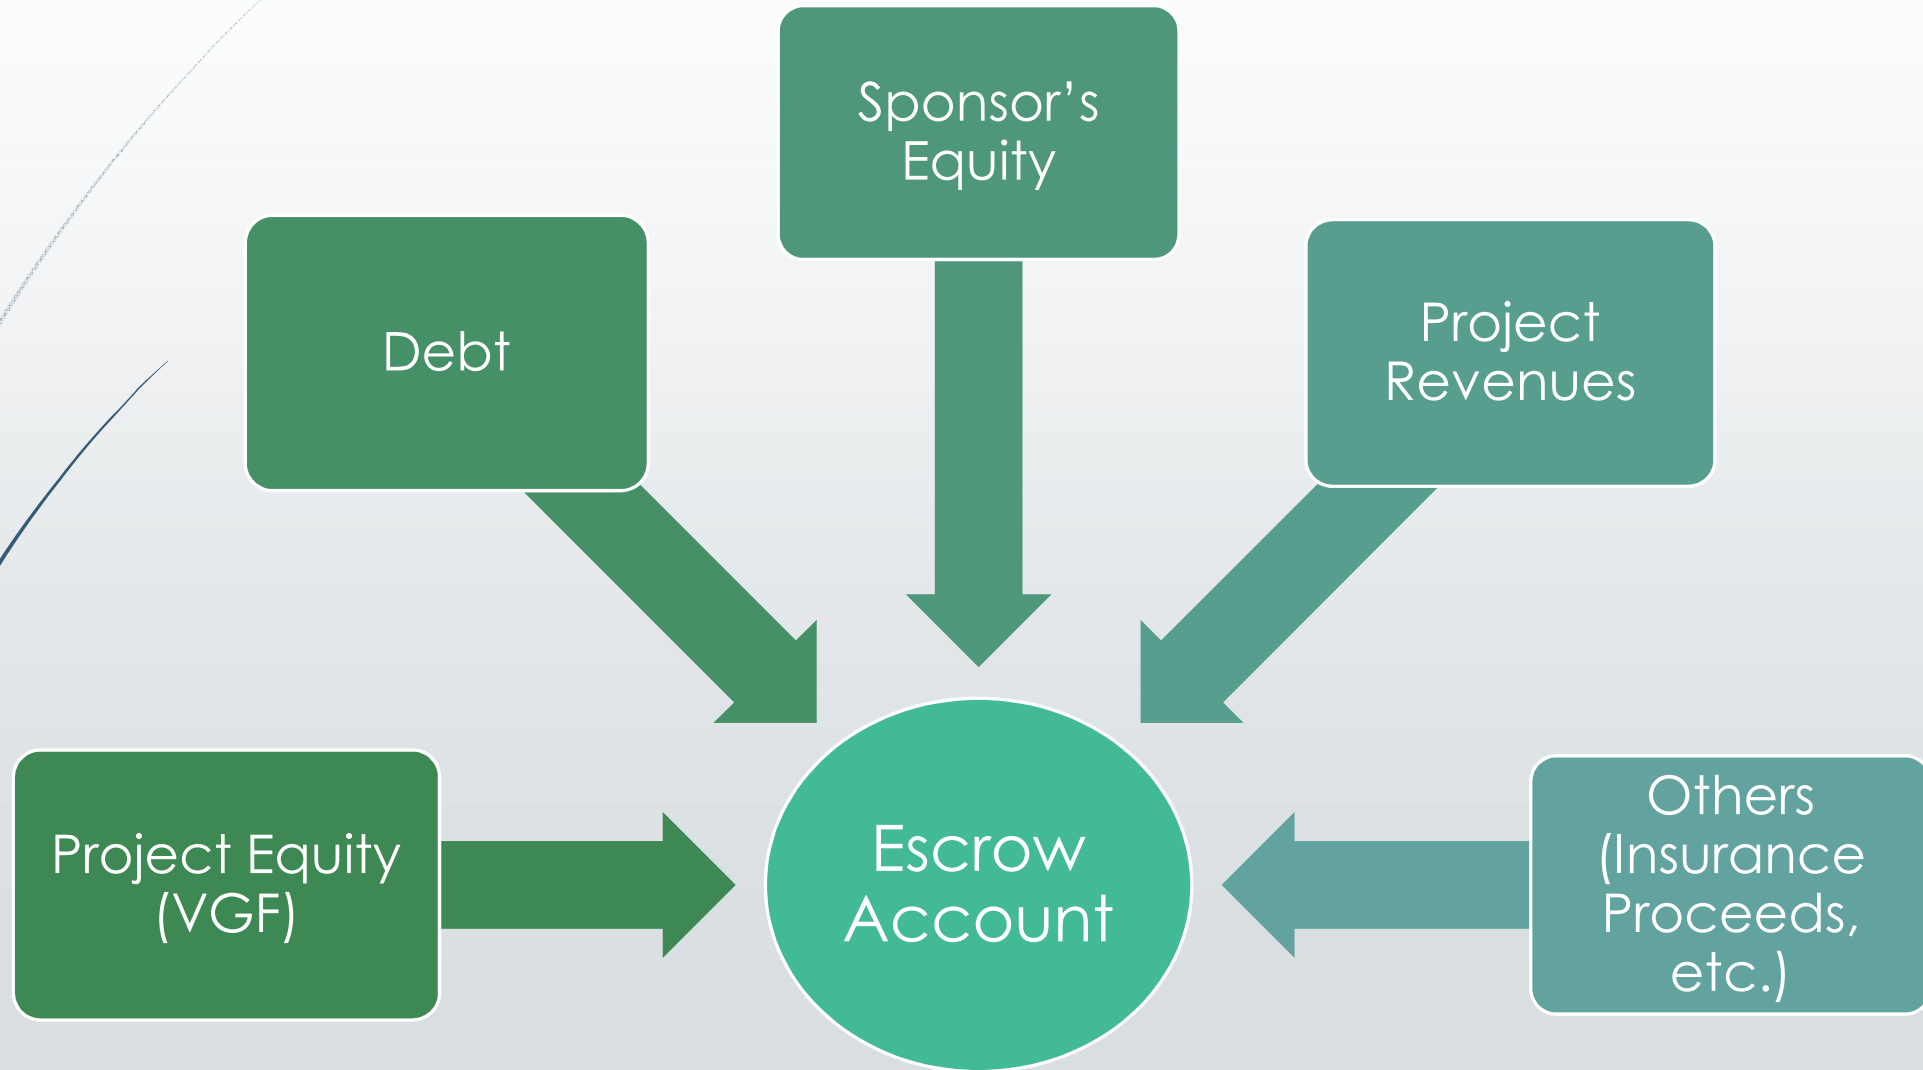 Sponsor’s
Equity
Debt
Project
Revenues
Project Equity
(VGF)
Escrow
Account
Others
(Insurance
Proceeds,
etc.)